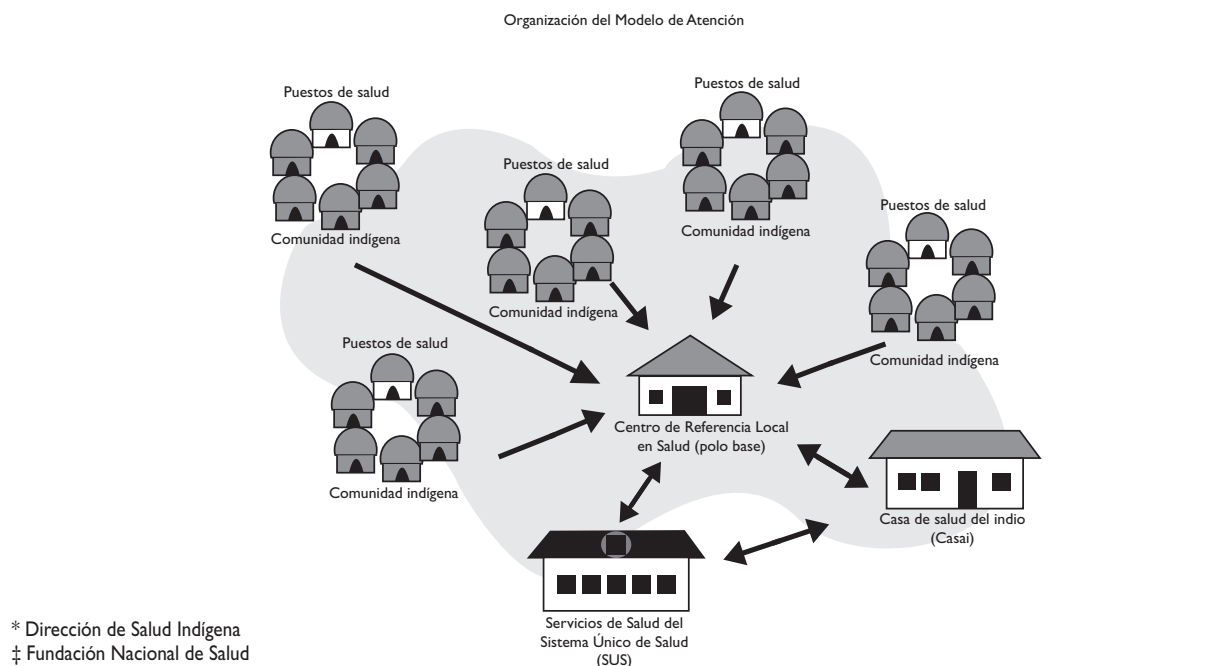 Organización del Modelo de Atención
Puestos de salud
Comunidad indígena
Puestos de salud
Comunidad indígena
Puestos de salud
Comunidad indígena
Puestos de salud
Comunidad indígena
Puestos de salud
Comunidad indígena
Centro de Referencia Local
en Salud (polo base)
Casa de salud del indio
(Casai)
Servicios de Salud del
Sistema Único de Salud
(SUS)
* Dirección de Salud Indígena
‡ Fundación Nacional de Salud